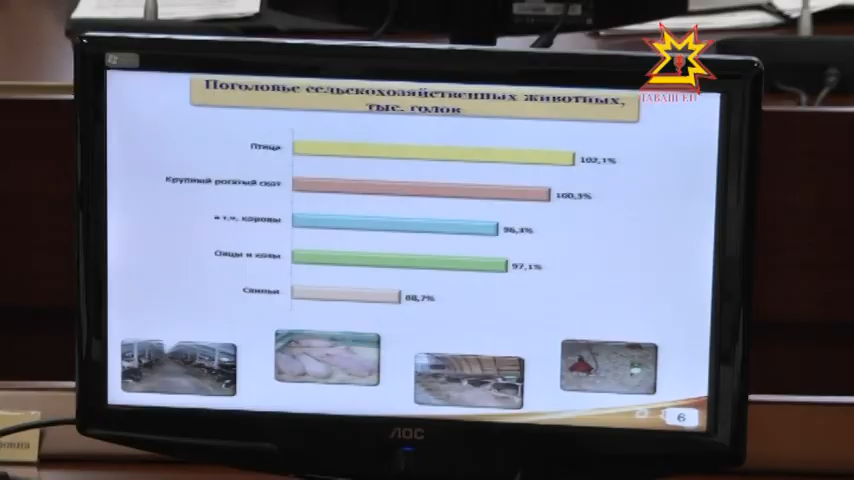 Поголовье сельскохозяйственных животных,
тыс. голов
Птица 102,1%
Крупный рогатый скот 100,3%
в т.ч. коровы 96,4%
Овцы и козы 97,1%
Свиньи 88,7%
6
AOC